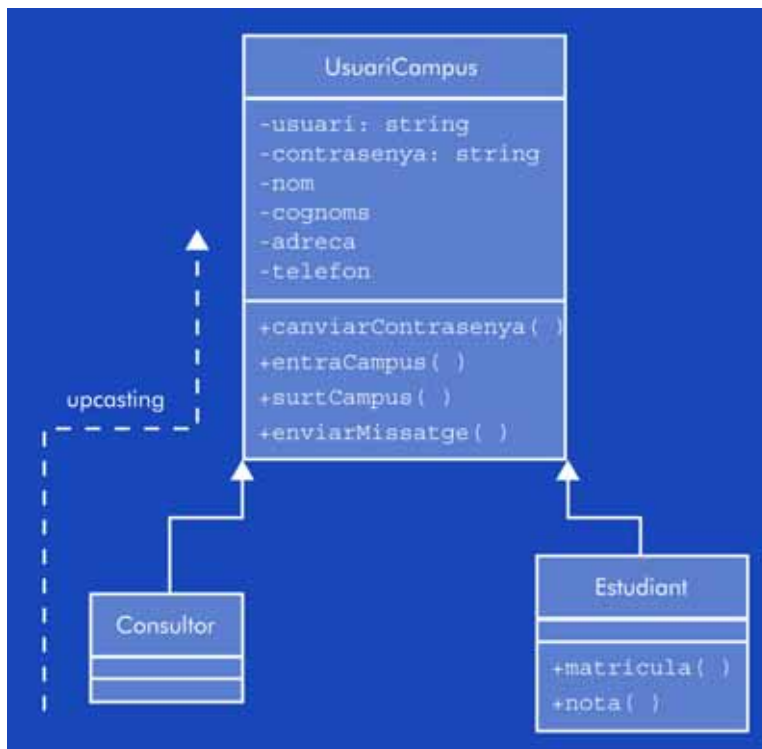 UsuariCampus
-usuari: string
-contrasenya: string
-nom
-cognoms
-adreca
-telefon
+canviarContrasenya( )
+entraCampus( )
+surtCampus( )
+enviarMissatge( )
upcasting
Consultor
Estudiant
+matricula( )
+nota( )